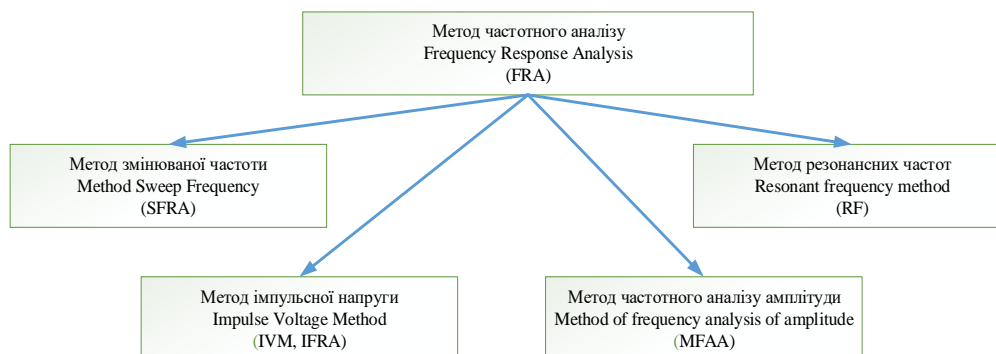 Метод частотного аналізу
Frequency Response Analysis
(FRA)
Метод змінюваної частоти
Method Sweep Frequency
(SFRA)
Метод резонансних частот
Resonant frequency method
(RF)
Метод імпульсної напруги
Impulse Voltage Method
(IVM, IFRA)
Метод частотного аналізу амплітуди
Method of frequency analysis of amplitude
(MFAA)